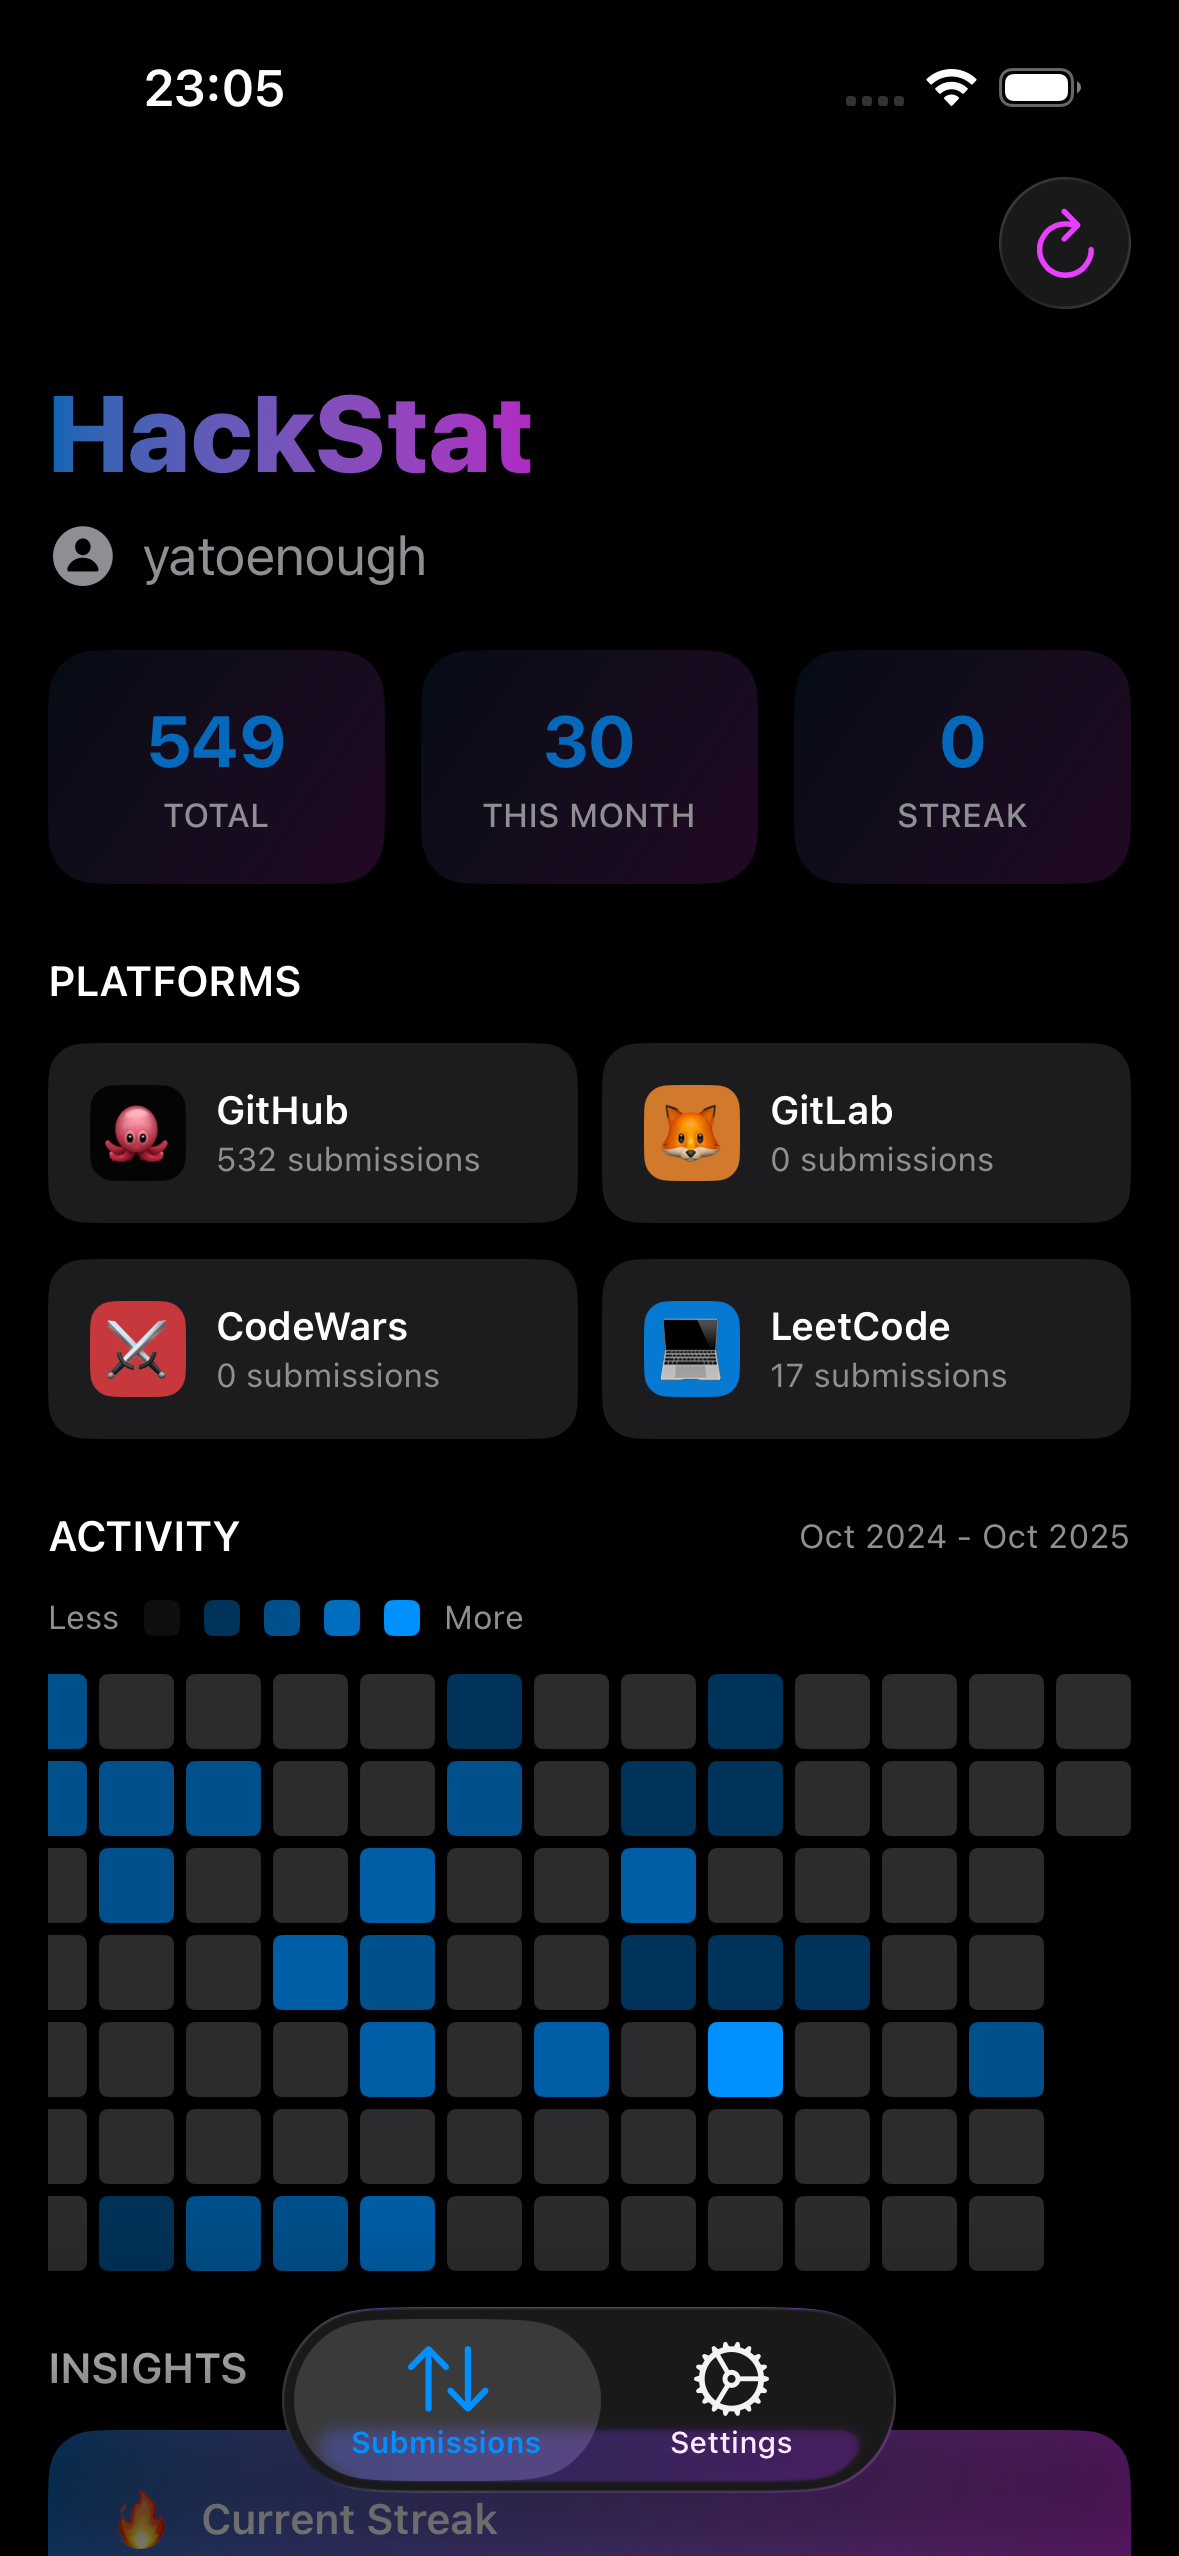 23:05
HackStat
yatoenough
549
TOTAL
30
THIS MONTH
0
STREAK
PLATFORMS
GitHub
532 submissions
GitLab
0 submissions
CodeWars
0 submissions
LeetCode
17 submissions
ACTIVITY
Oct 2024 - Oct 2025
Less
More
INSIGHTS
Submissions
Settings
Current Streak